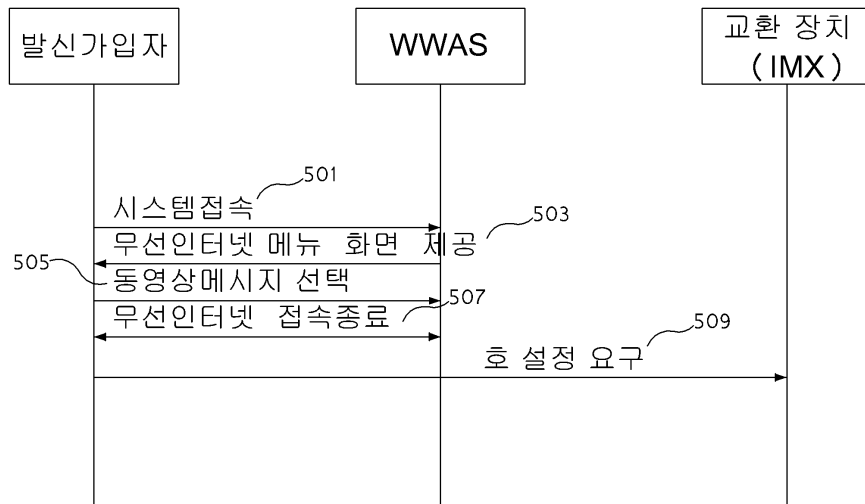 발신가입자
WWAS
교환 장치
(IMX)
501
시스템접속
503
무선인터넷 메뉴 화면 제공
505
동영상메시지 선택
507
무선인터넷 접속종료
509
호 설정 요구